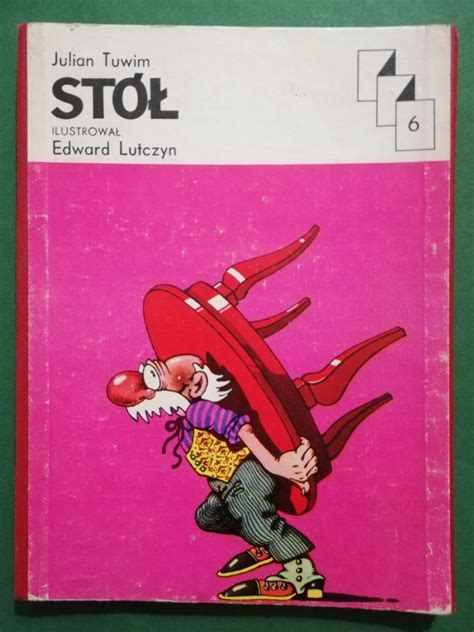 Julian Tuwim
STÓŁ
ILUSTROWAŁ
Edward Lutczyn
6